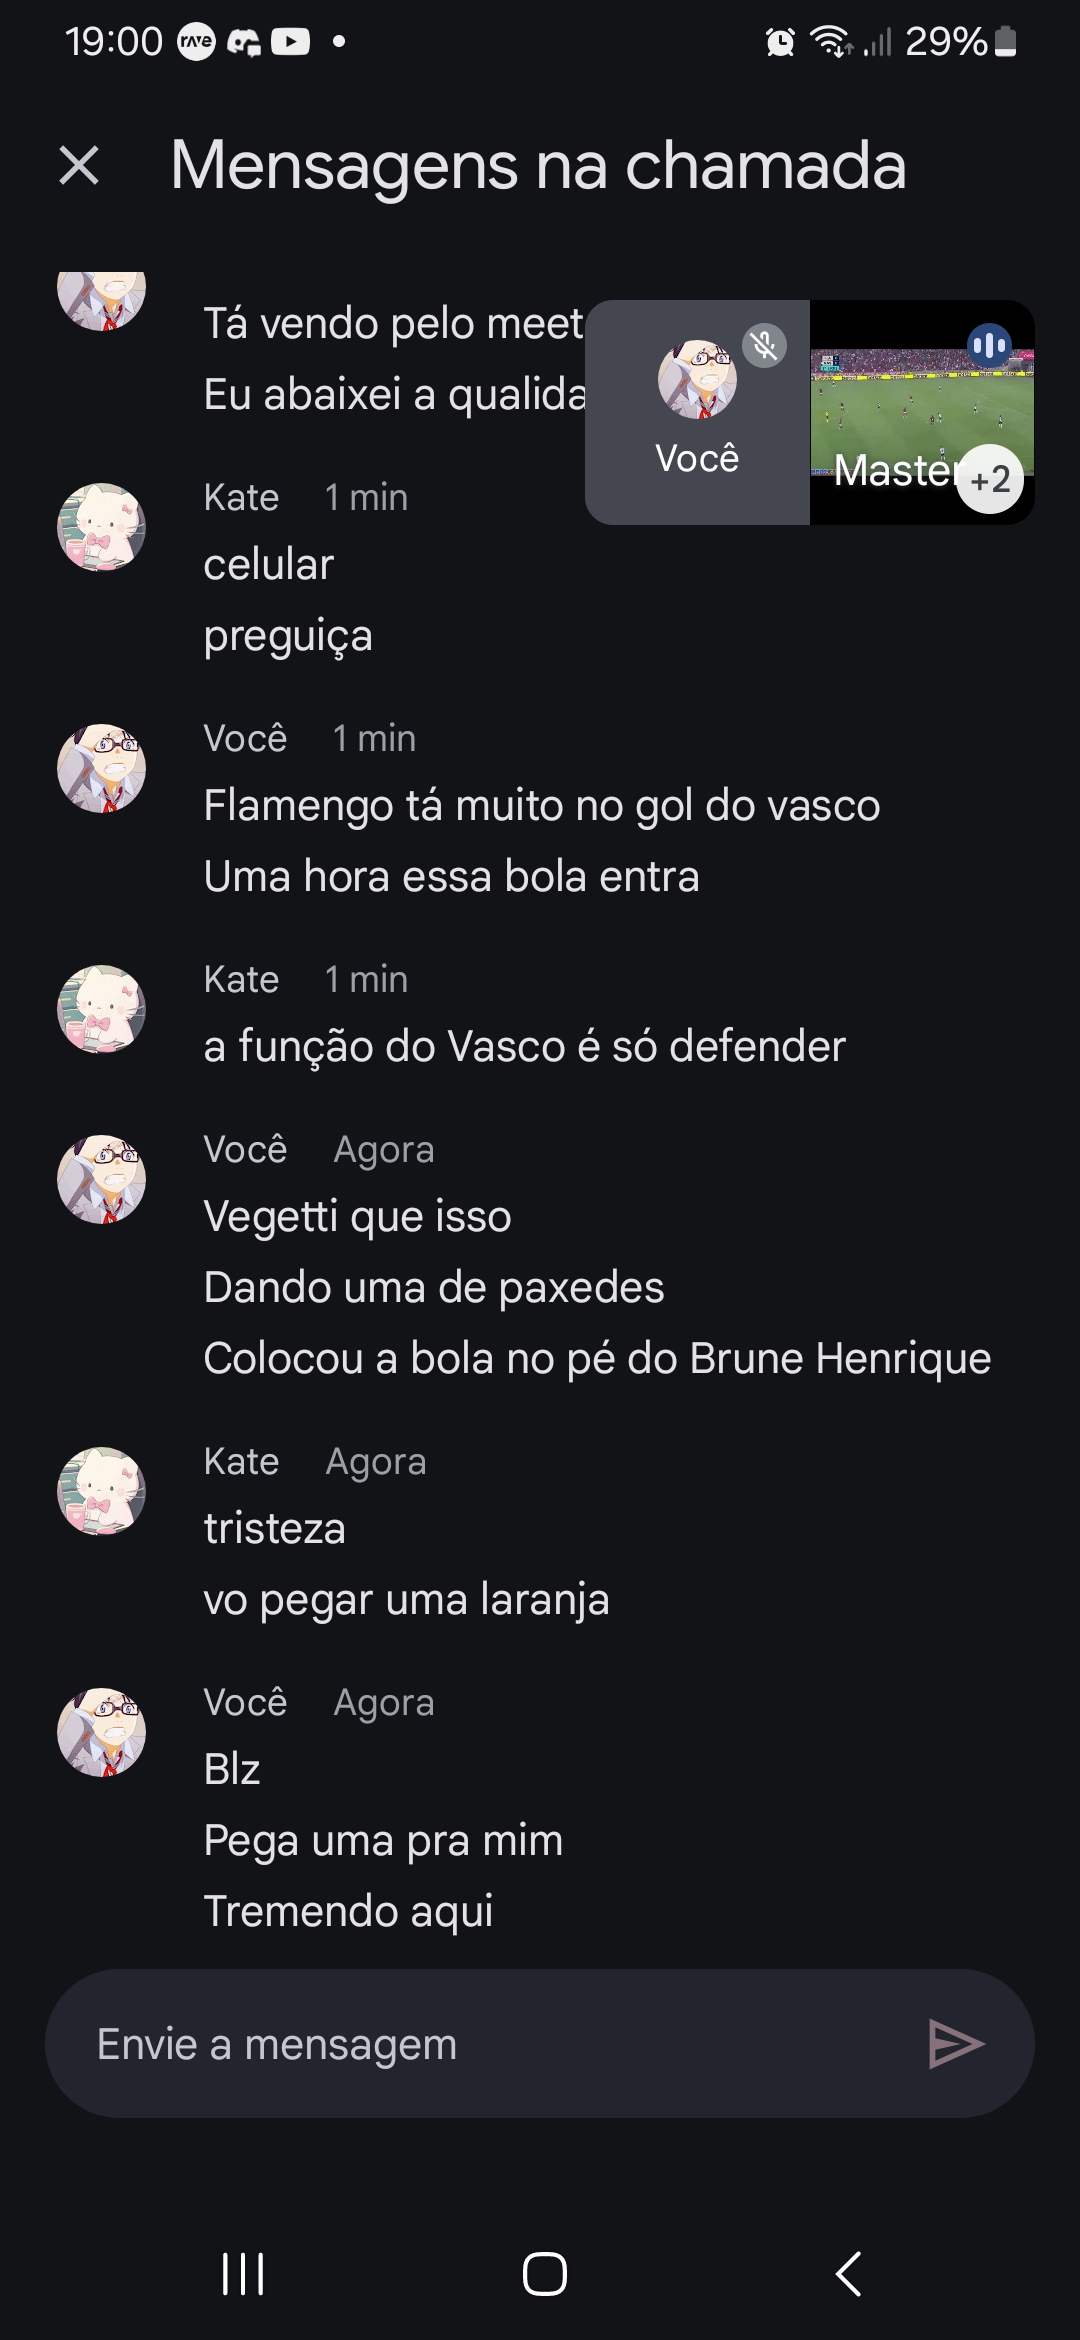 19:00
rave
29%
Mensagens na chamada
Tá vendo pelo meet
Eu abaixei a qualida
Você
Master
+2
Kate 1 min
celular
preguiça
Você 1 min
Flamengo tá muito no gol do vasco
Uma hora essa bola entra
Kate 1 min
a função do Vasco é só defender
Você Agora
Vegetti que isso
Dando uma de paxedes
Colocou a bola no pé do Brune Henrique
Kate Agora
tristeza
vo pegar uma laranja
Você Agora
Blz
Pega uma pra mim
Tremendo aqui
Envie a mensagem